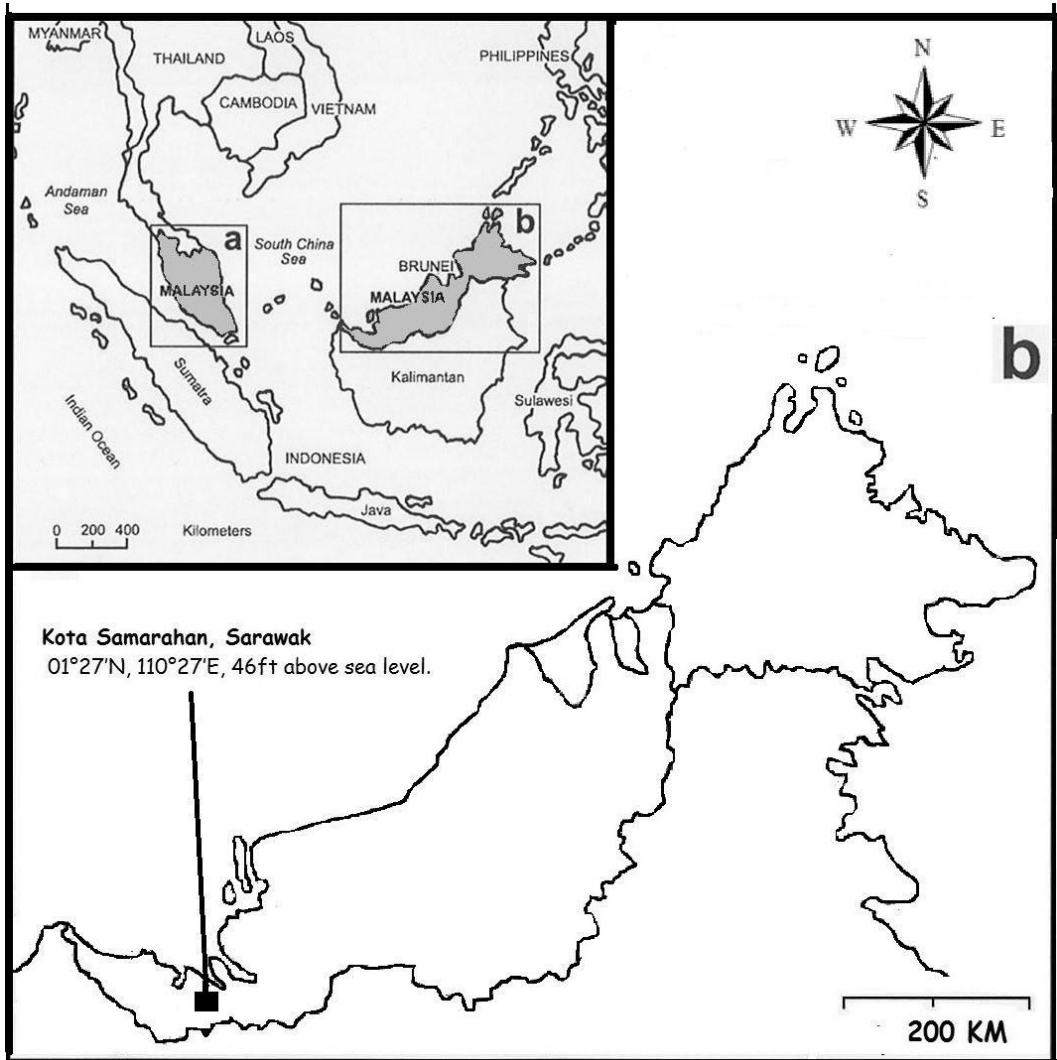 MYANMAR
LAOS
THAILAND
PHILIPPINES
CAMBODIA
VIETNAM
Andaman
Sea
a
South China
Sea
b
BRUNEI
MALAYSIA
MALAYSIA
Sumatra
Kalimantan
Sulawesi
Indian Ocean
INDONESIA
Java
0 200 400 Kilometers
N
W E
S
b
Kota Samarahan, Sarawak
01°27'N, 110°27'E, 46ft above sea level.
200 KM